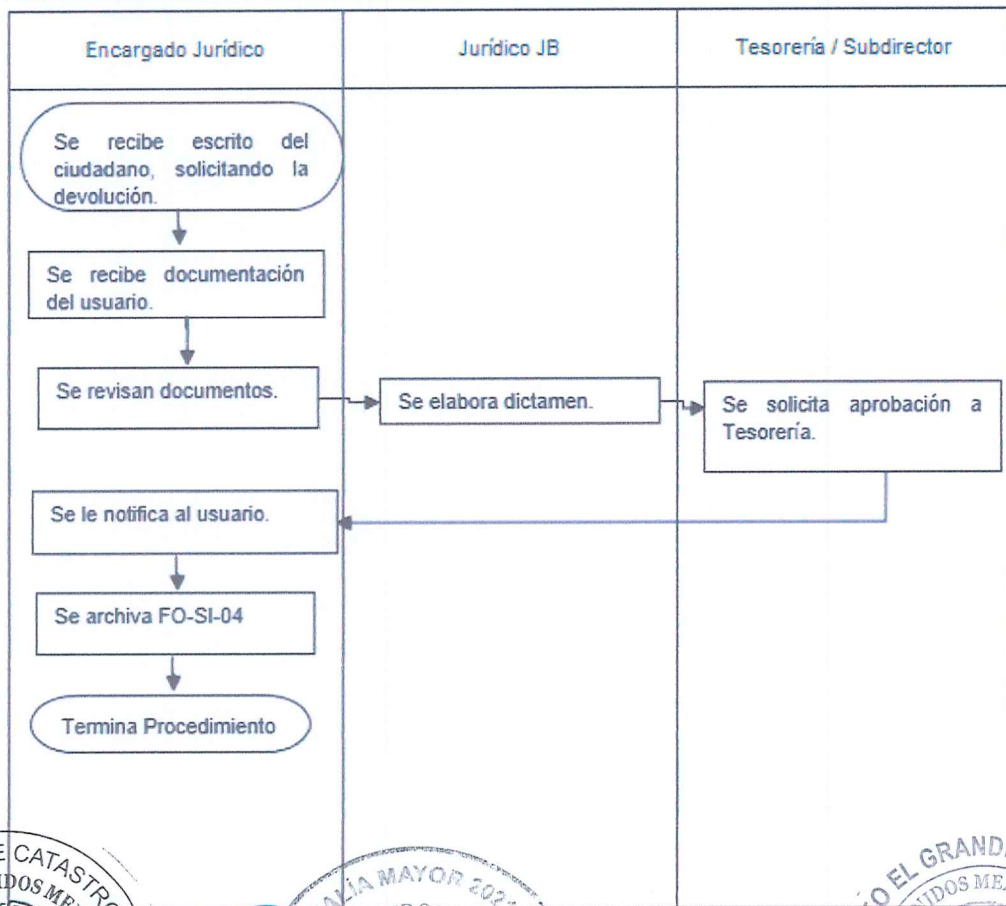 Encargado Jurídico
Jurídico JB
Tesorería / Subdirector
Se recibe escrito del
ciudadano, solicitando la
devolución.
Se recibe documentación
del usuario.
Se revisan documentos.
Se elabora dictamen.
Se solicita aprobación a
Tesorería.
Se le notifica al usuario.
Se archiva FO-SI-04
Termina Procedimiento
E CATASTRO
MAYOR 202
O EL GRANDE